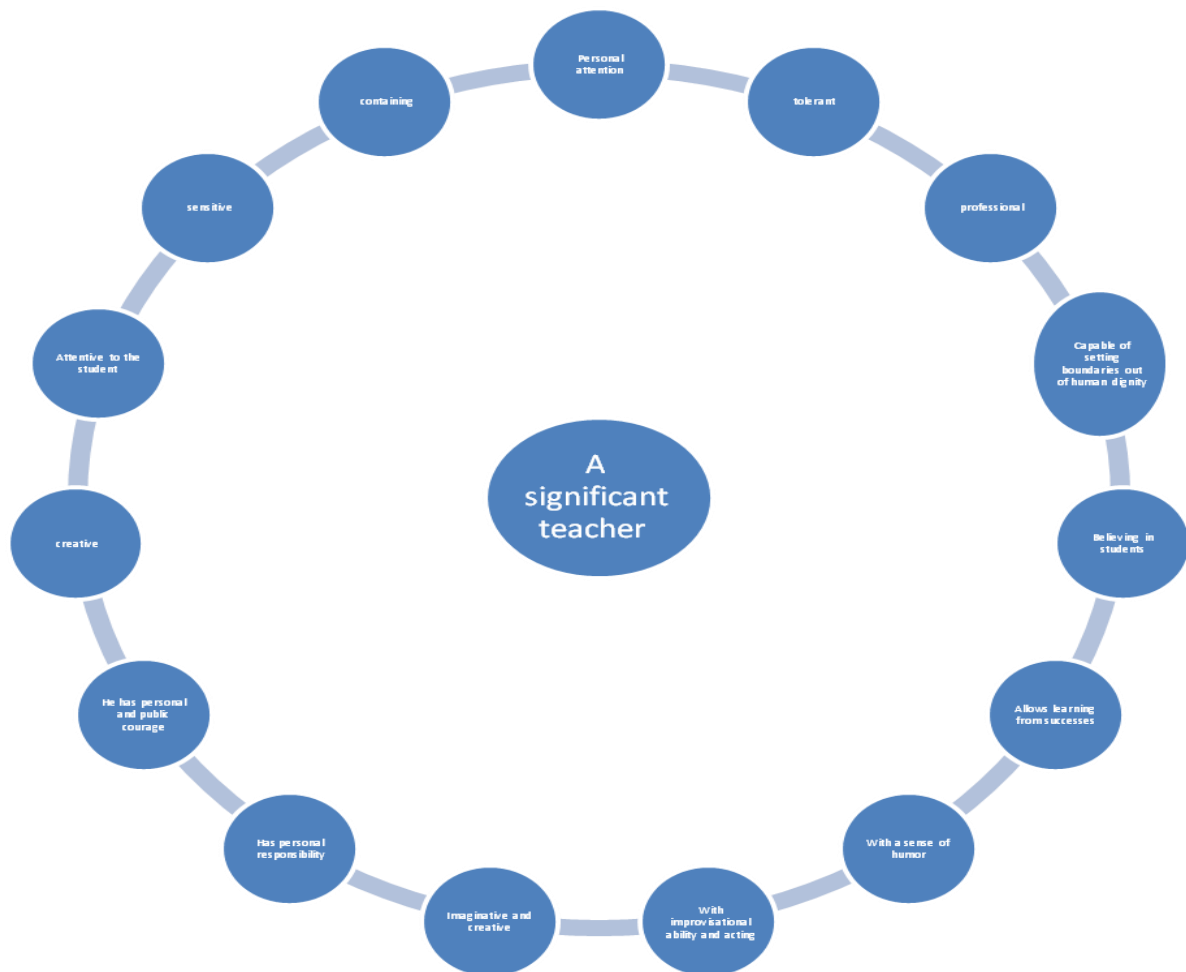 Personal
attention
tolerant
professional
Capable of
setting
boundaries out
of human dignity
Believing in
students
Allows learning
from successes
With a sense of
humor
With
improvisational
ability and acting
Imaginative and
creative
Has personal
responsibility
He has personal
and public
courage
creative
Attentive to the
student
sensitive
containing
A
significant
teacher